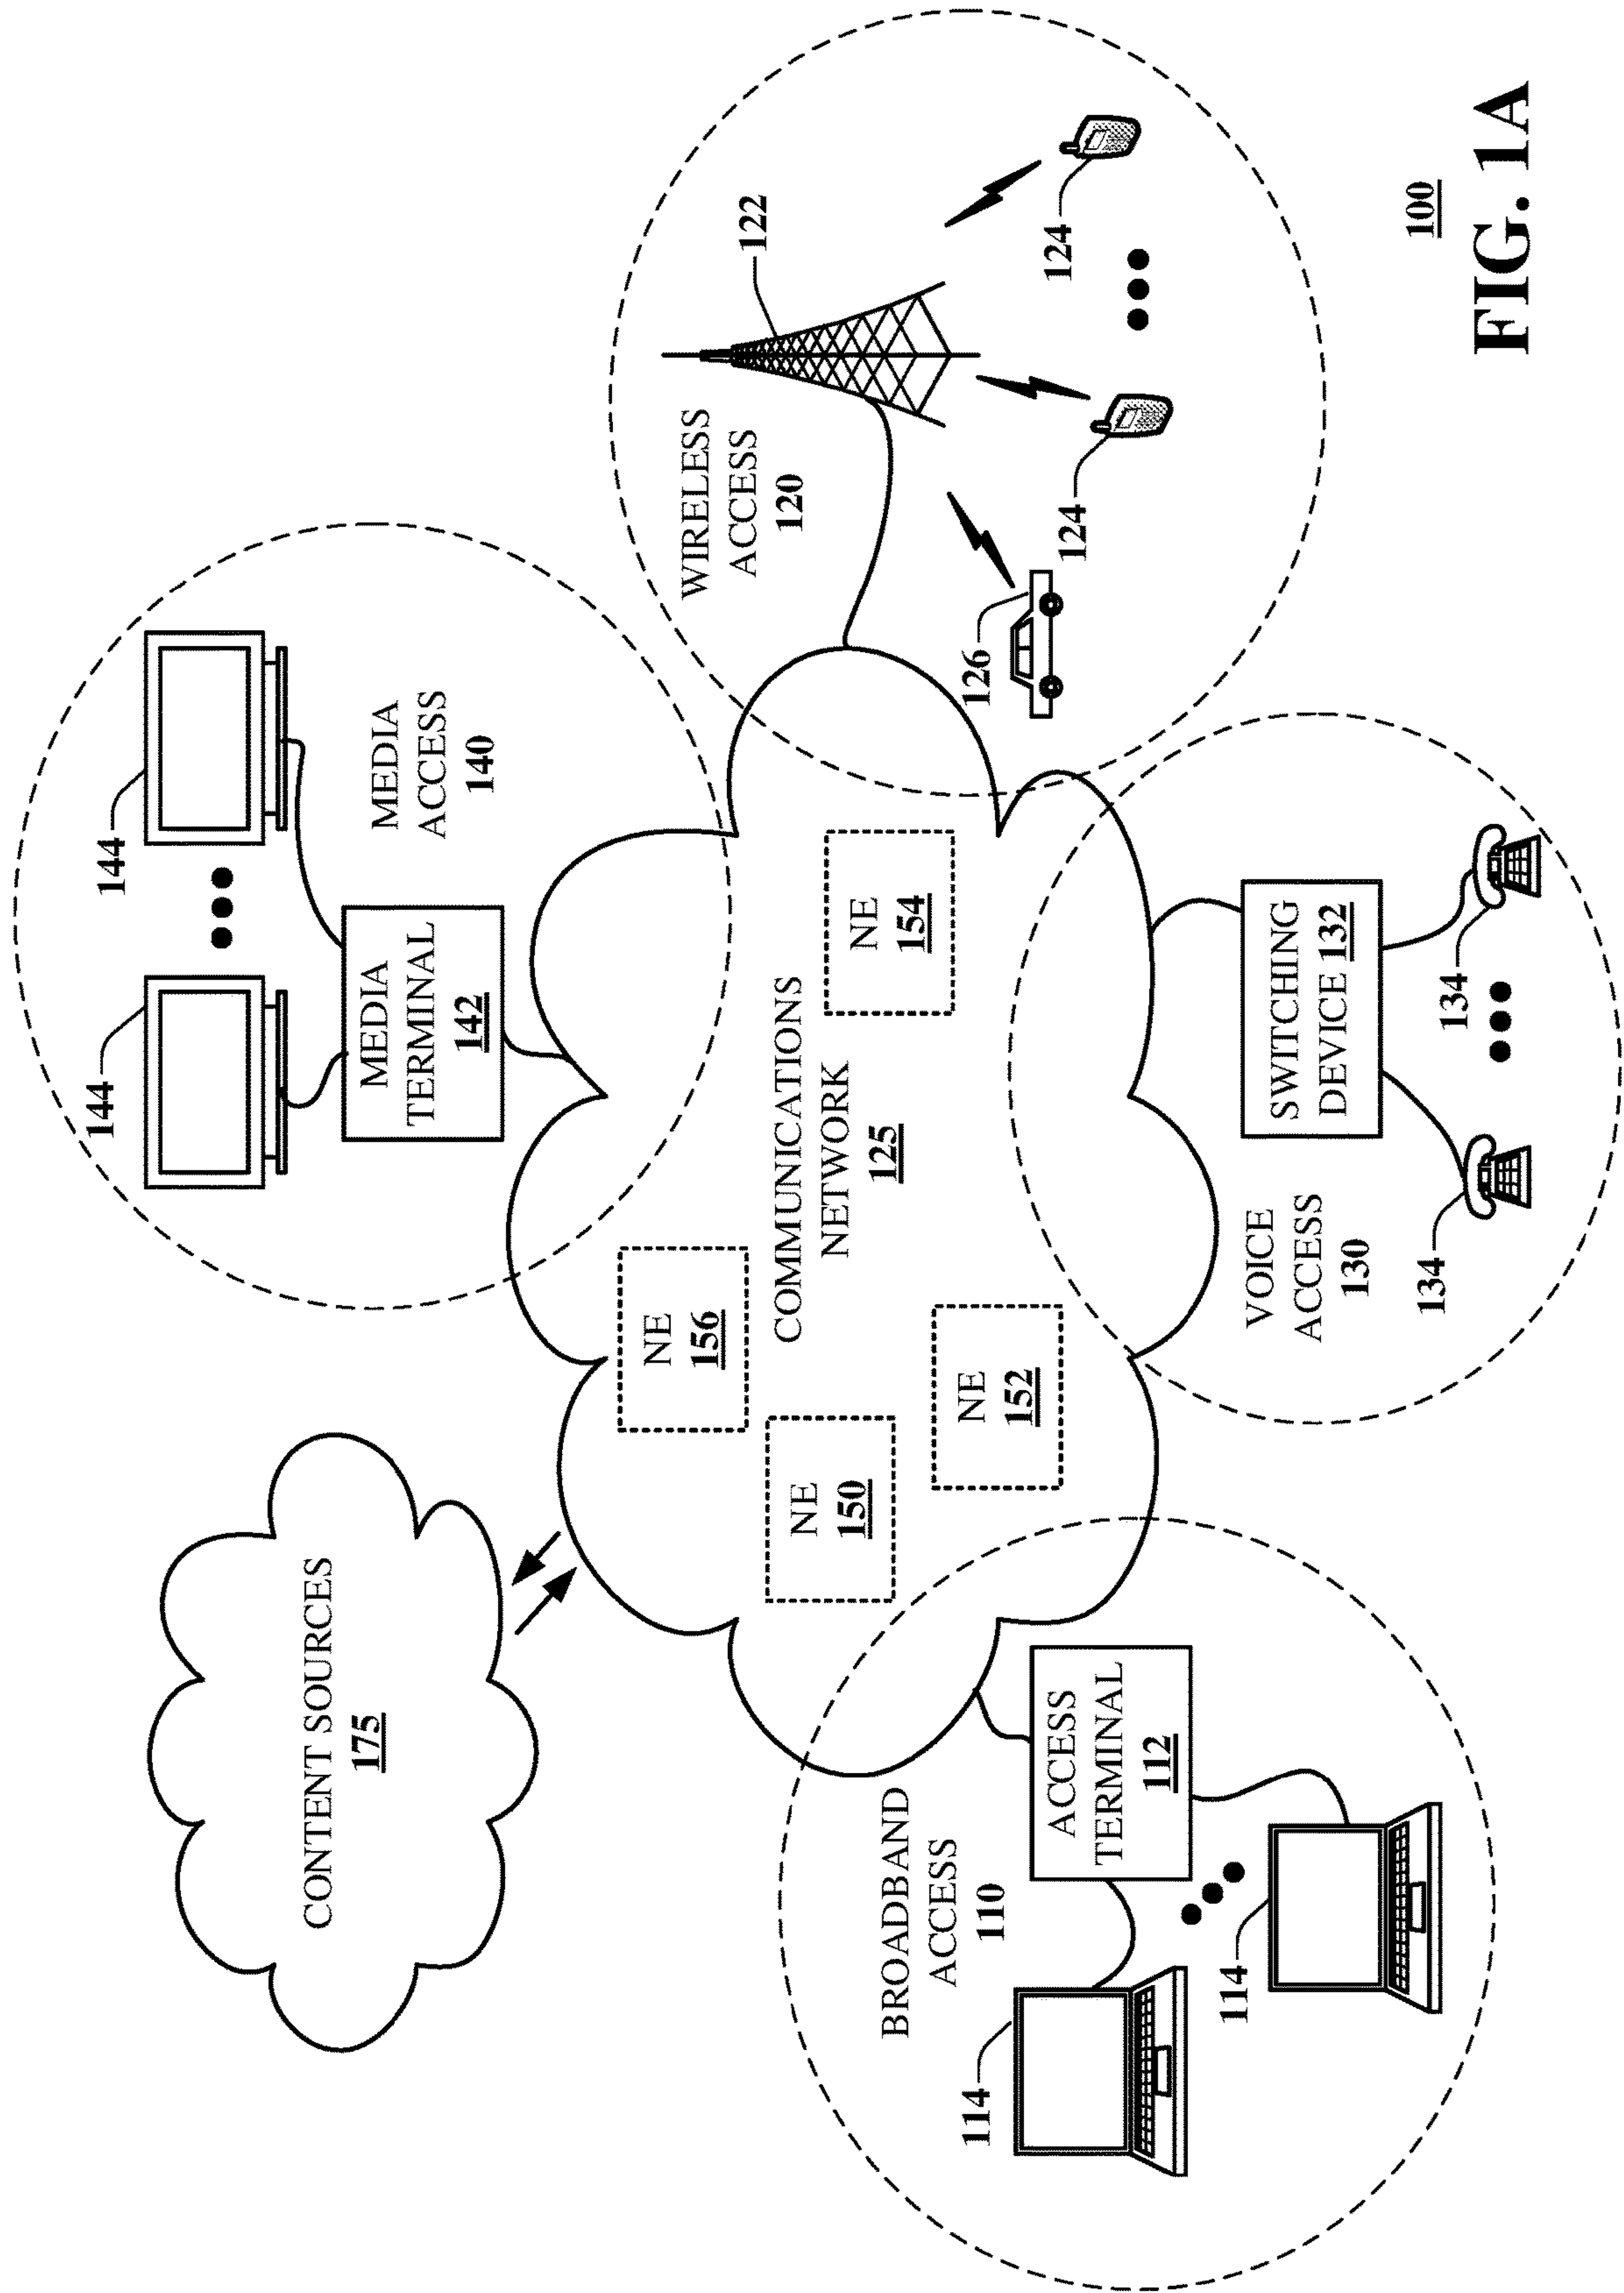 CONTENT SOURCES
175
144
144
MEDIA
TERMINAL
142
MEDIA
ACCESS
140
NE
156
NE
150
NE
152
COMMUNICATIONS
NETWORK
125
NE
154
WIRELESS
ACCESS
120
122
126
124
124
BROADBAND
ACCESS
110
ACCESS
TERMINAL
112
114
114
VOICE
ACCESS
130
SWITCHING
DEVICE 132
134
134
100
FIG. 1A